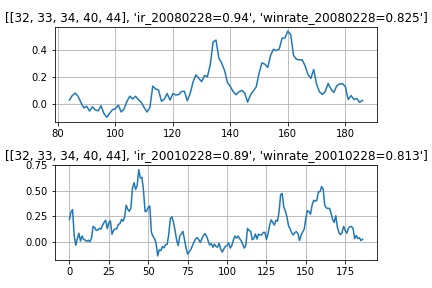 [[32, 33, 34, 40, 44], 'ir_20080228=0.94', 'winrate_20080228=0.825']
0.4
0.2
0.0
80 100 120 140 160 180
[[32, 33, 34, 40, 44], 'ir_20010228=0.89', 'winrate_20010228=0.813']
0.75
0.50
0.25
0.00
0 25 50 75 100 125 150 175